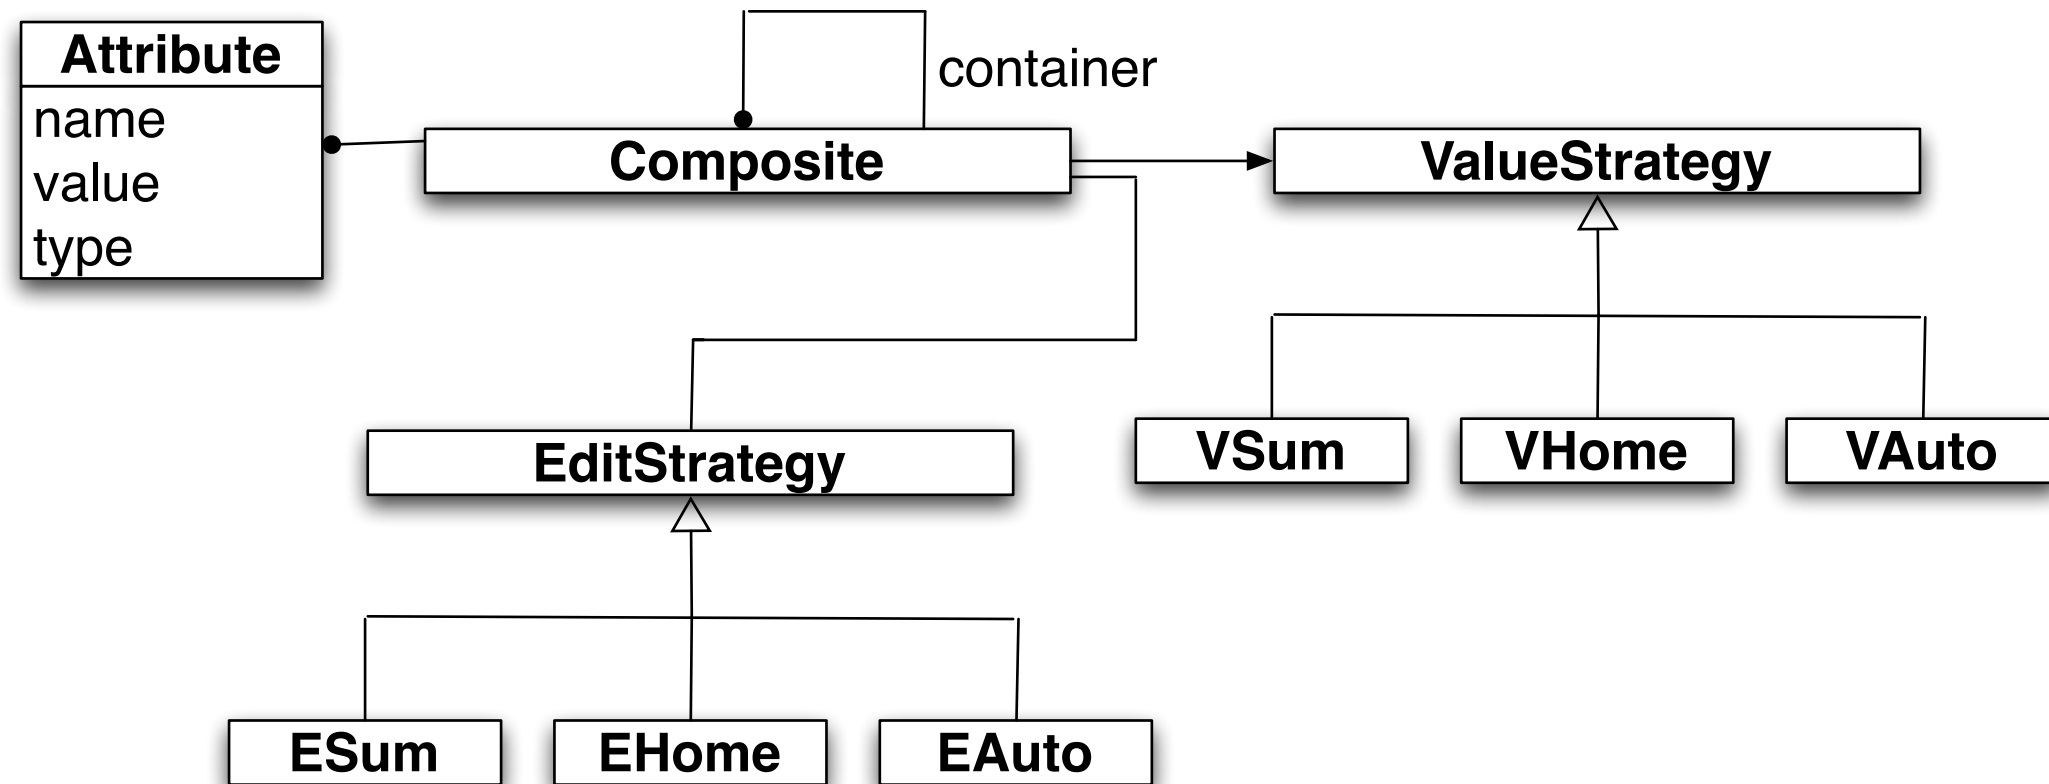 Attribute
name
value
type
container
Composite
ValueStrategy
EditStrategy
VSum
VHome
VAuto
ESum
EHome
EAuto